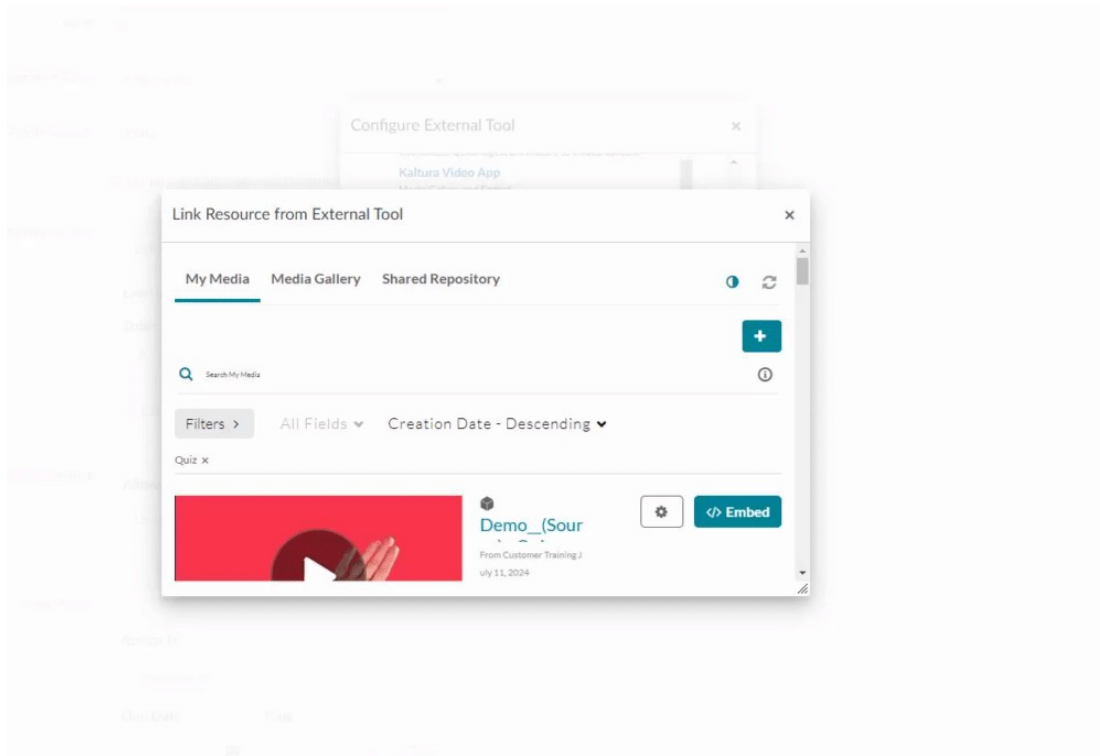 Configure External Tool ×
Kaltura Video App
Link Resource from External Tool ×
My Media Media Gallery Shared Repository
+
Search My Media
Filters > All Fields Creation Date - Descending
Quiz ×
Demo__(Sour
From Customer Training J
uly 11, 2024
</> Embed